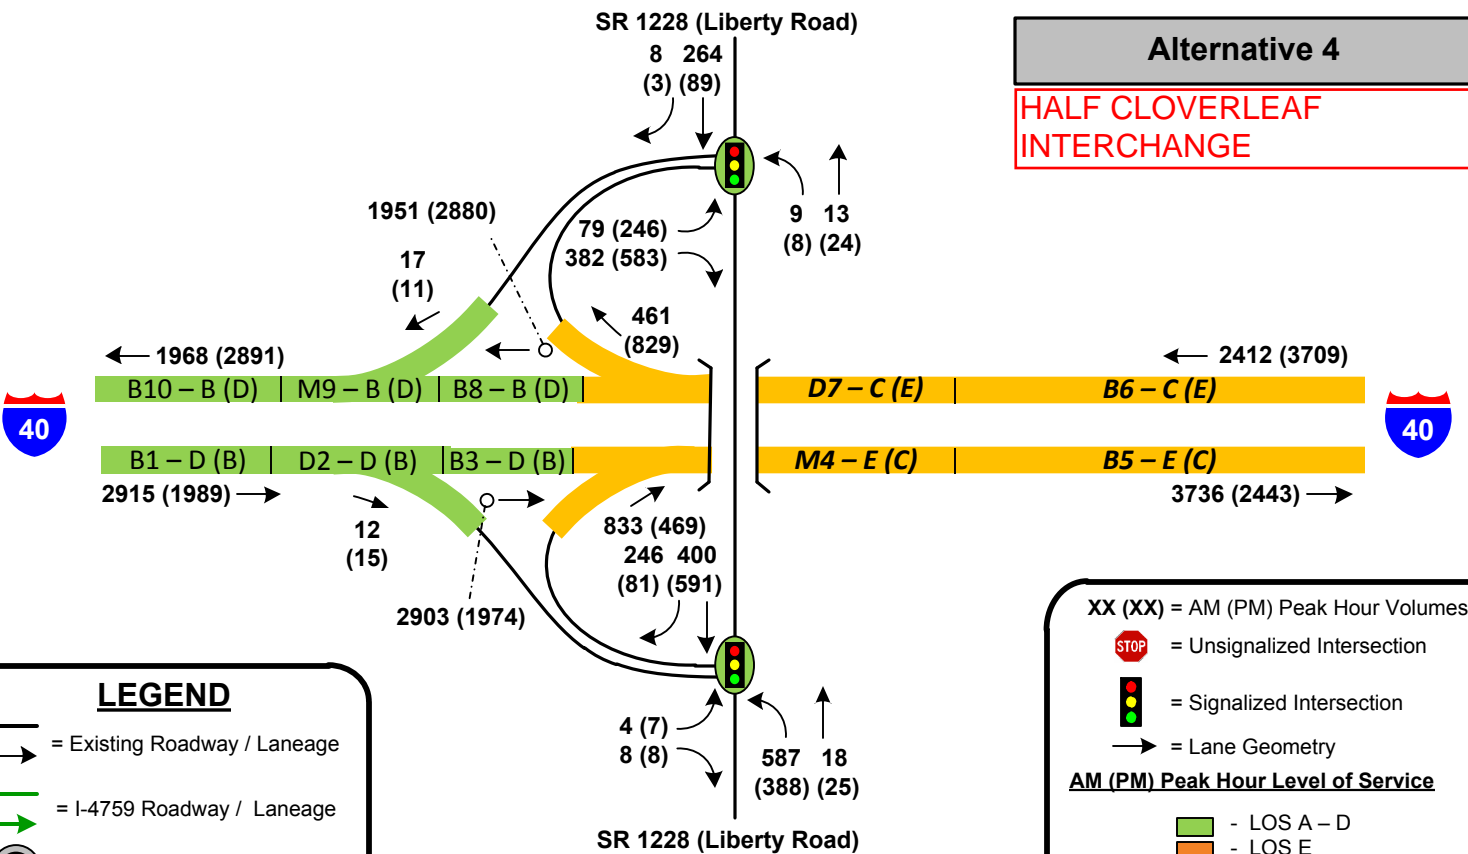 SR 1228 (Liberty Road)
8 264
(3) (89)
Alternative 4
HALF CLOVERLEAF
INTERCHANGE
1951 (2880)
79 (246)
382 (583)
9 13
(8) (24)
17
(11)
461
(829)
1968 (2891)
2412 (3709)
B10 – B (D)
M9 – B (D)
B8 – B (D)
D7 – C (E)
B6 – C (E)
40
40
B1 – D (B)
D2 – D (B)
B3 – D (B)
M4 – E (C)
B5 – E (C)
2915 (1989)
3736 (2443)
12
(15)
833 (469)
246 400
(81) (591)
2903 (1974)
4 (7)
8 (8)
587 18
(388) (25)
SR 1228 (Liberty Road)
LEGEND
= Existing Roadway / Laneage
= I-4759 Roadway / Laneage
XX (XX) = AM (PM) Peak Hour Volumes
STOP = Unsignalized Intersection
= Signalized Intersection
= Lane Geometry
AM (PM) Peak Hour Level of Service
- LOS A – D
- LOS E